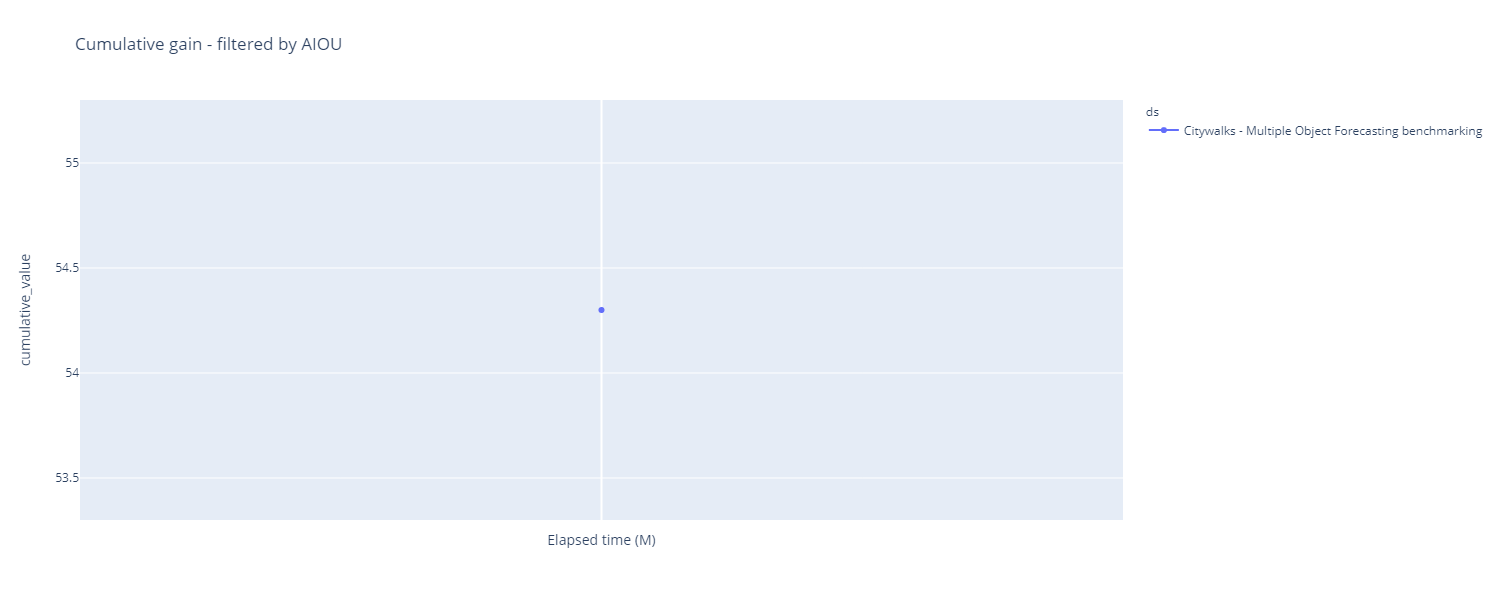 Cumulative gain - filtered by AIOU
ds
Citywalks - Multiple Object Forecasting benchmarking
cumulative_value
55
54.5
54
53.5
Elapsed time (M)